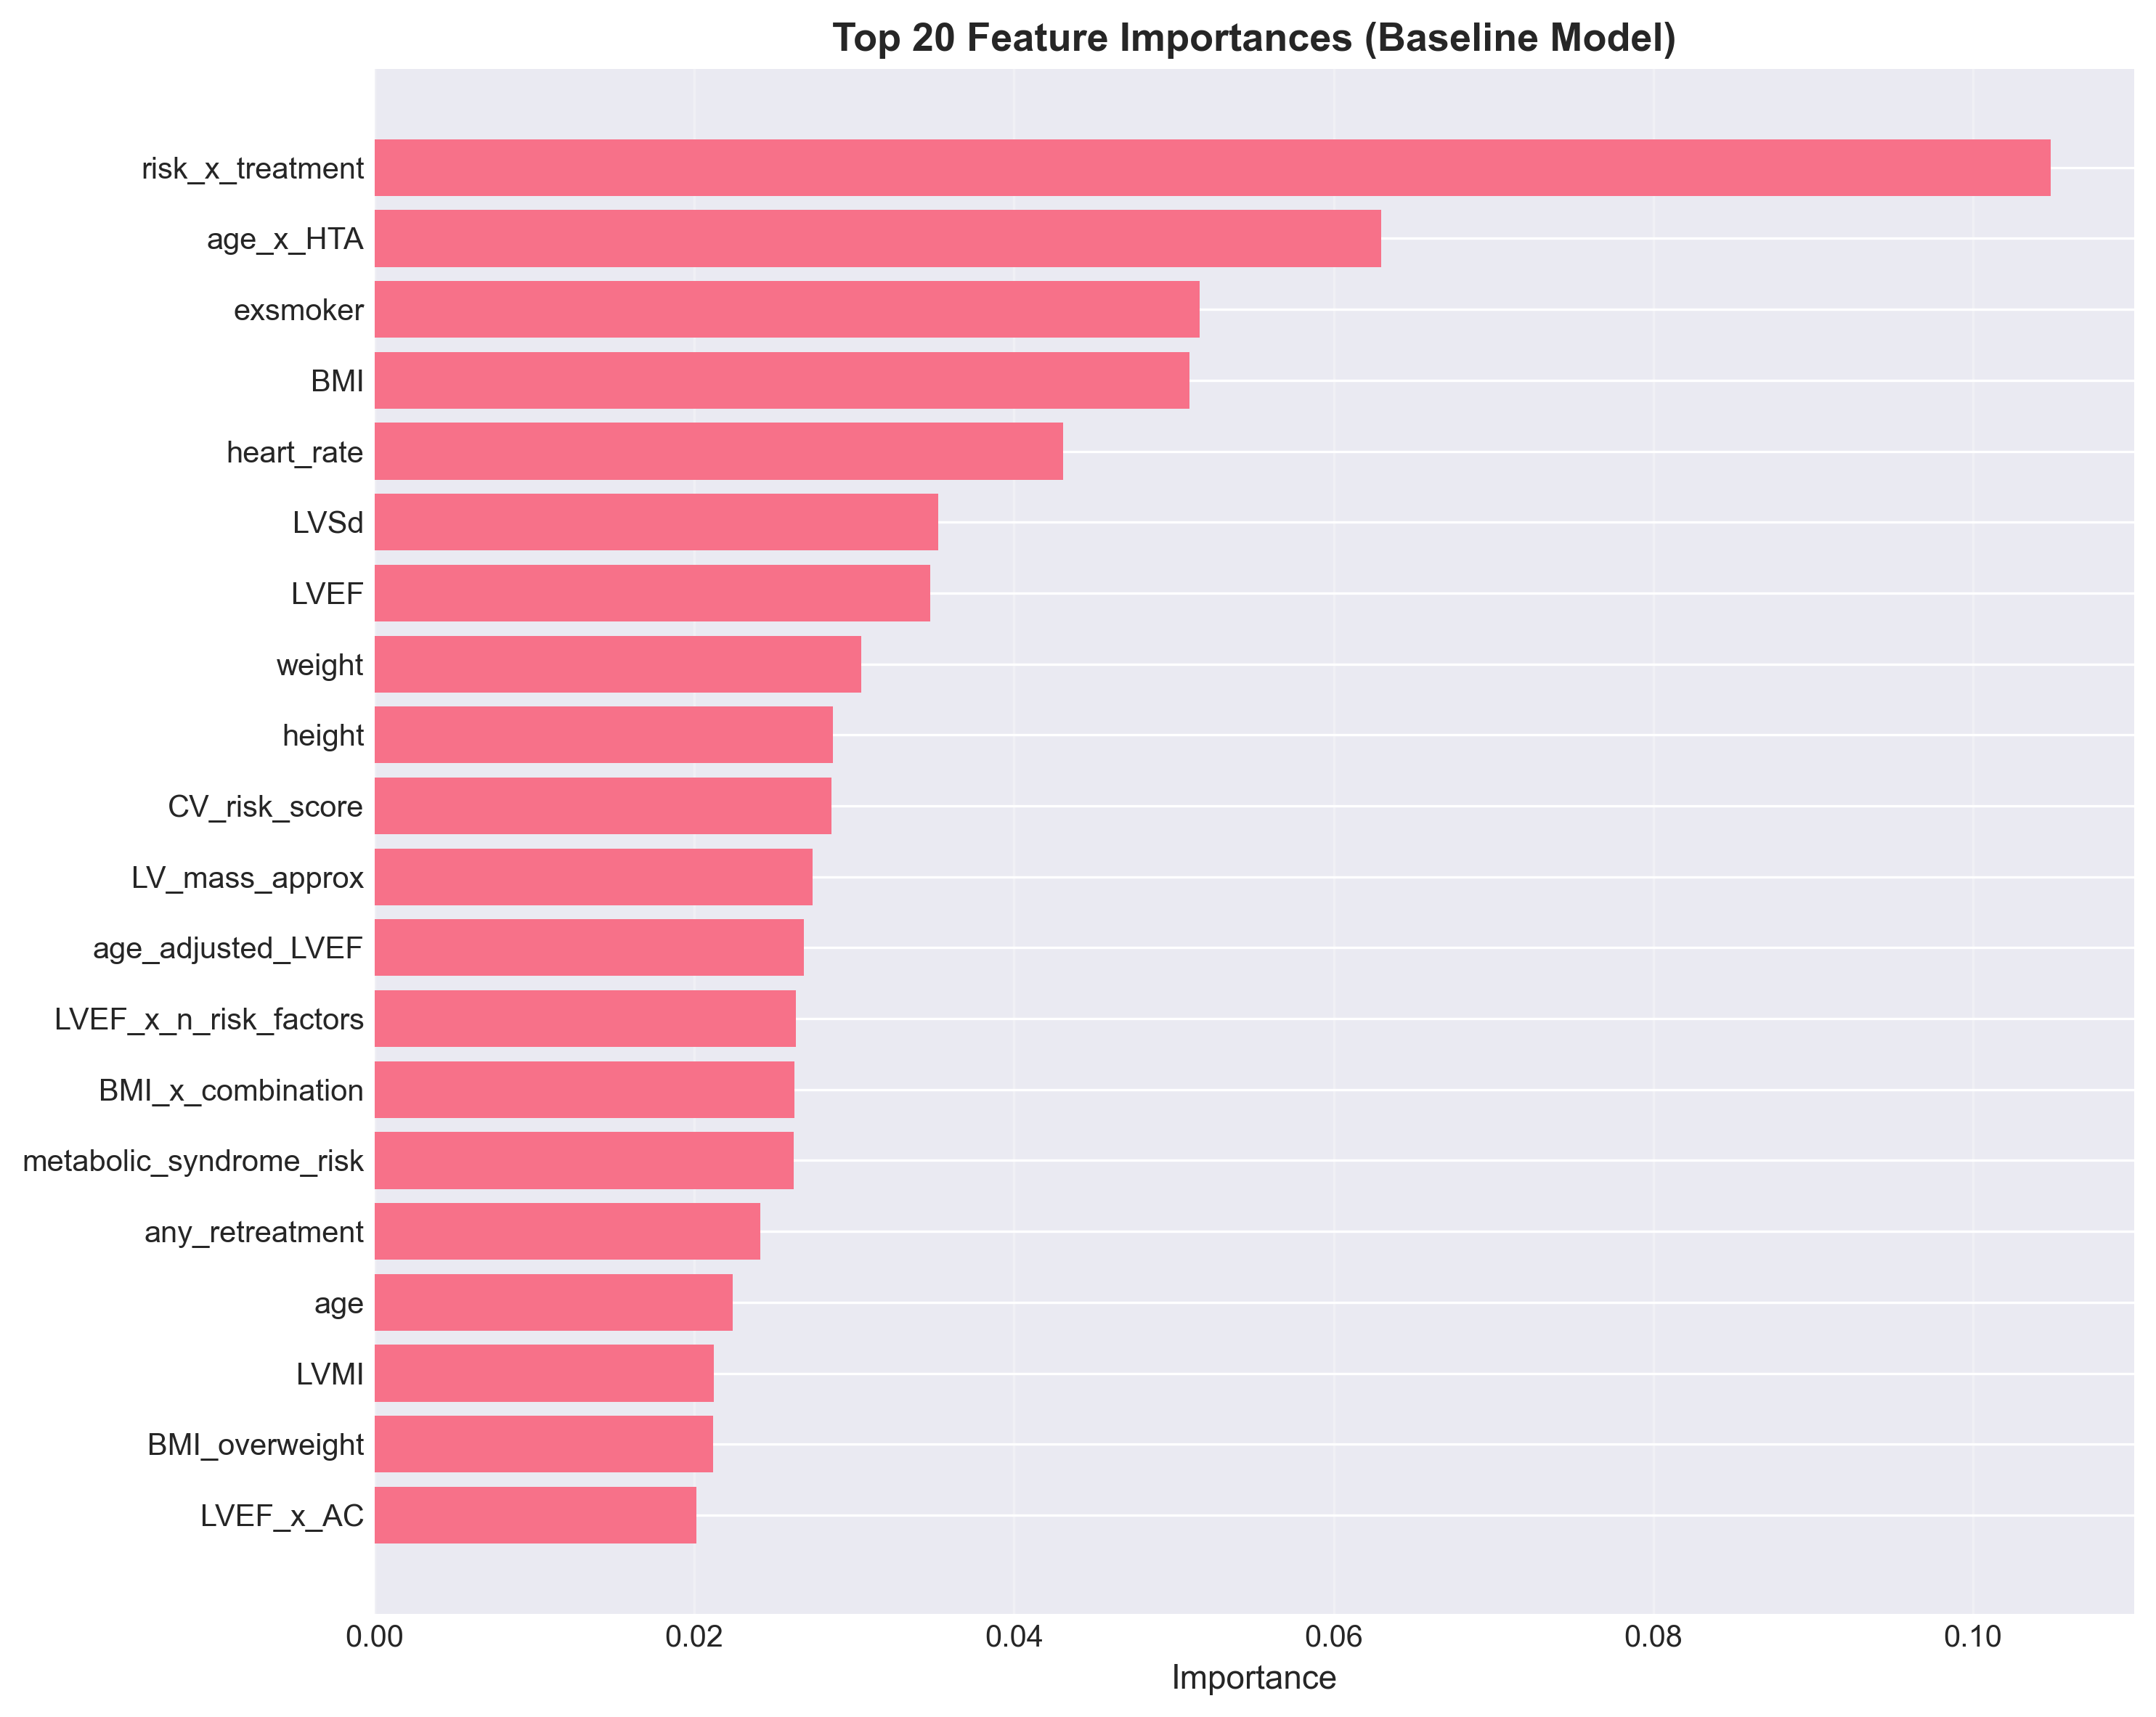 Top 20 Feature Importances (Baseline Model)
risk_x_treatment
age_x_HTA
exsmoker
BMI
heart_rate
LVSd
LVEF
weight
height
CV_risk_score
LV_mass_approx
age_adjusted_LVEF
LVEF_x_n_risk_factors
BMI_x_combination
metabolic_syndrome_risk
any_retreatment
age
LVMI
BMI_overweight
LVEF_x_AC
0.00 0.02 0.04 0.06 0.08 0.10
Importance